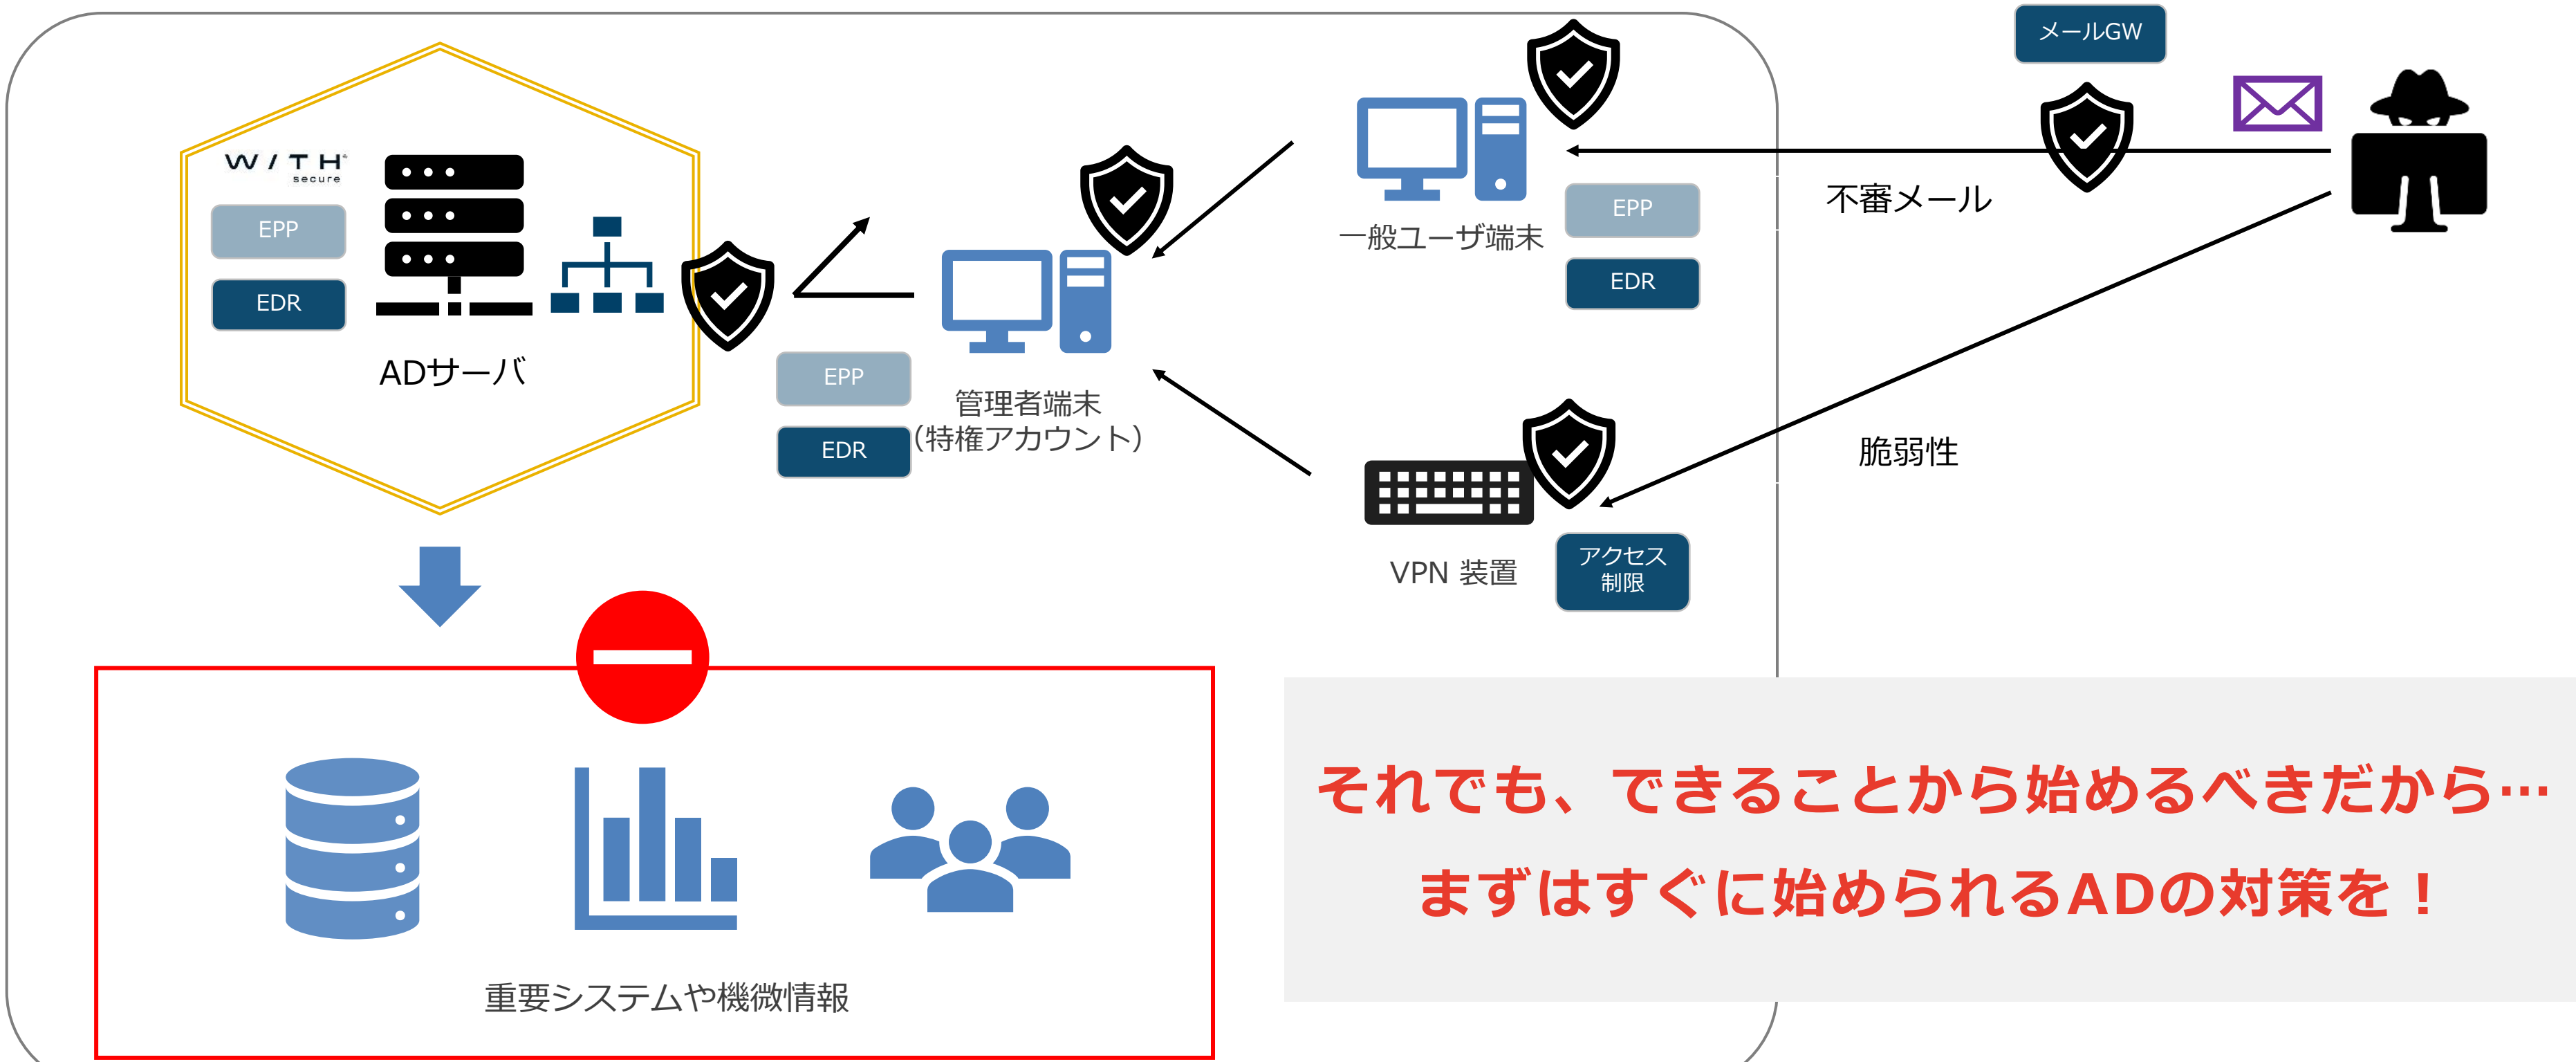 メールGW
W / T H
secure
EPP
EDR
ADサーバ
EPP
EDR
管理者端末
（特権アカウント）
一般ユーザ端末
EPP
EDR
不審メール
脆弱性
VPN 装置
アクセス
制限
重要システムや機微情報
それでも、できることから始めるべきだから…
まずはすぐに始められるADの対策を！